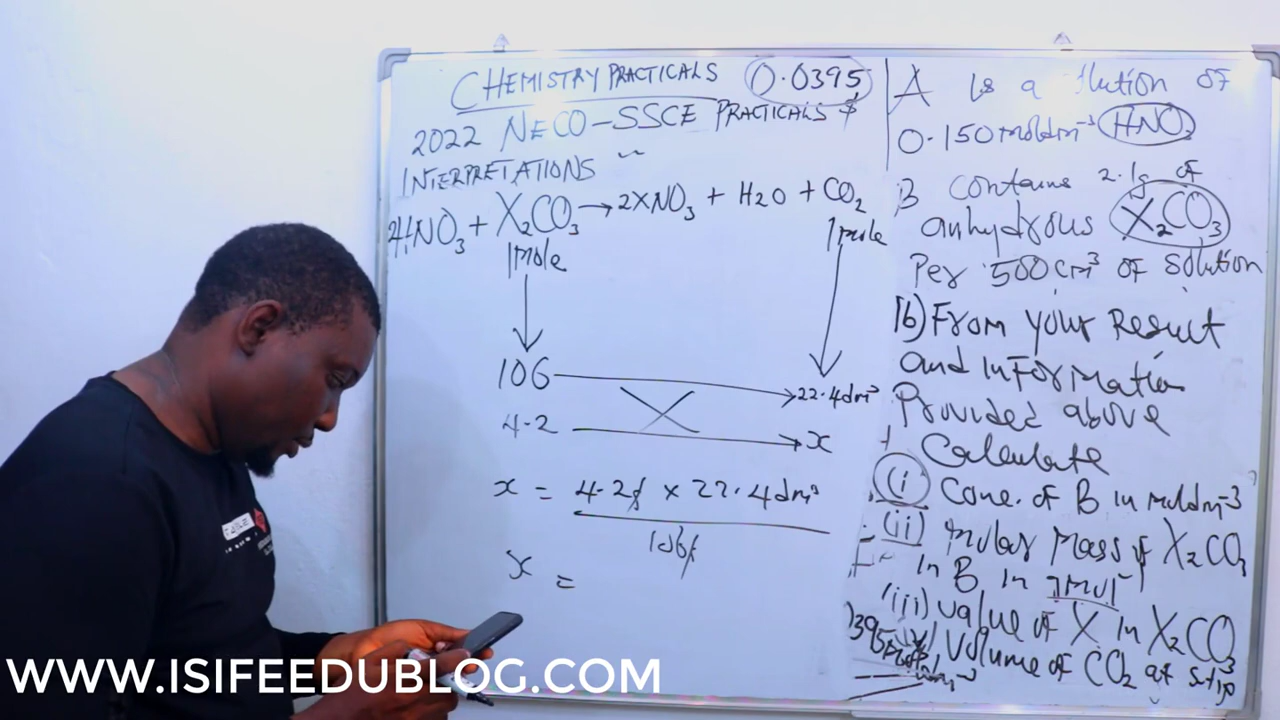 CHEMISTRY PRACTICALS 0.0395
2022 NECO-SSCE PRACTICALS $
INTERPRETATIONS
2HNO3 + X2CO3 → 2XNO3 + H2O + CO2
1mole 1mole
106 → 22.4dm³
4.2 → x
x = 4.2g x 22.4dm³
106g
x =
A is a solution of
0.150moldm⁻³ HNO3
B contains 2.1g of
anhydrous X2CO3
Per 500cm³ of solution
1b) From your Result
and Information
Provided above
Calculate
(i) Conc. of B in moldm⁻³
(ii) molar mass of X2CO3
in B in gmol⁻¹
(iii) value of X in X2CO3
Volume of CO2 at s.t.p
WWW.ISIFEEDUBLOG.COM